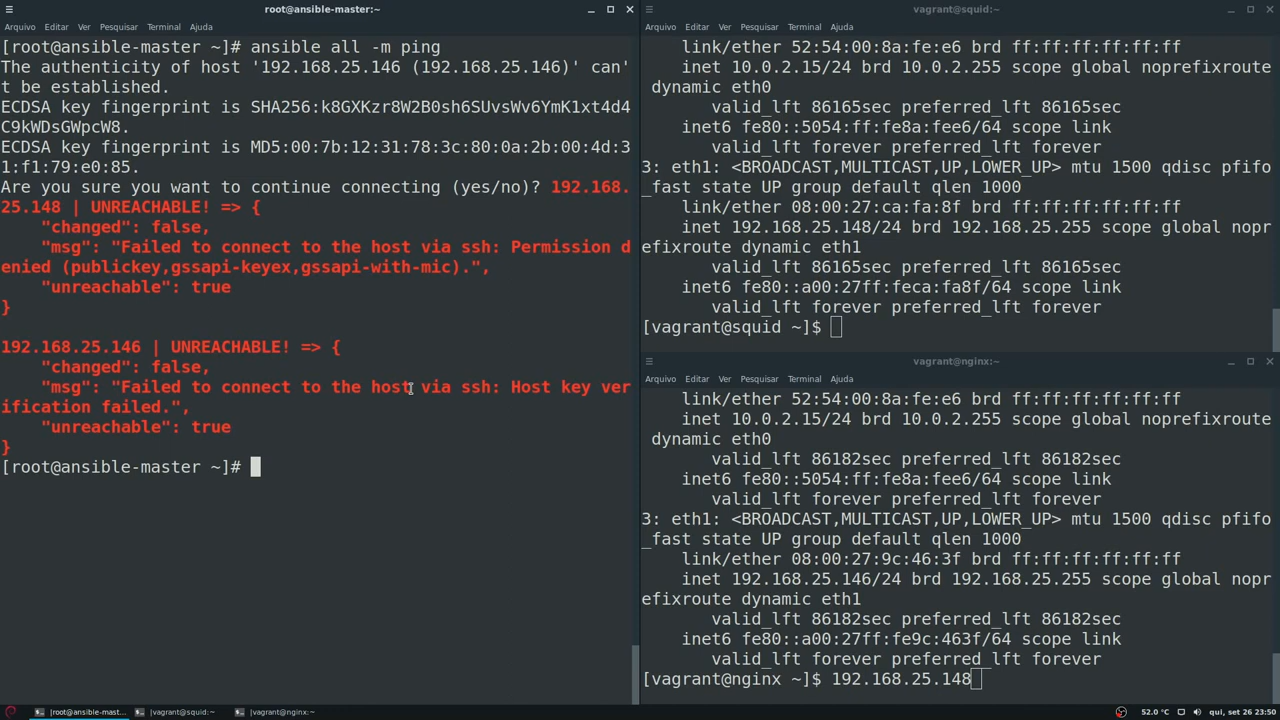 root@ansible-master:~
Arquivo Editar Ver Pesquisar Terminal Ajuda
[root@ansible-master ~]# ansible all -m ping
The authenticity of host '192.168.25.146 (192.168.25.146)' can'
t be established.
ECDSA key fingerprint is SHA256:k8GXKzr8W2B0sh6SUvsWv6YmK1xt4d4
C9kWDsGWpcW8.
ECDSA key fingerprint is MD5:00:7b:12:31:78:3c:80:0a:2b:00:4d:3
1:f1:79:e0:85.
Are you sure you want to continue connecting (yes/no)? 192.168.
25.148 | UNREACHABLE! => {
"changed": false,
"msg": "Failed to connect to the host via ssh: Permission d
enied (publickey,gssapi-keyex,gssapi-with-mic).",
"unreachable": true
}
192.168.25.146 | UNREACHABLE! => {
"changed": false,
"msg": "Failed to connect to the host via ssh: Host key ver
ification failed.",
"unreachable": true
}
[root@ansible-master ~]#
vagrant@squid:~
Arquivo Editar Ver Pesquisar Terminal Ajuda
link/ether 52:54:00:8a:fe:e6 brd ff:ff:ff:ff:ff:ff
inet 10.0.2.15/24 brd 10.0.2.255 scope global noprefixroute
dynamic eth0
valid_lft 86165sec preferred_lft 86165sec
inet6 fe80::5054:ff:fe8a:fee6/64 scope link
valid_lft forever preferred_lft forever
3: eth1: <BROADCAST,MULTICAST,UP,LOWER_UP> mtu 1500 qdisc pfifo
_fast state UP group default qlen 1000
link/ether 08:00:27:ca:fa:8f brd ff:ff:ff:ff:ff:ff
inet 192.168.25.148/24 brd 192.168.25.255 scope global nopr
efixroute dynamic eth1
valid_lft 86165sec preferred_lft 86165sec
inet6 fe80::a00:27ff:feca:fa8f/64 scope link
valid_lft forever preferred_lft forever
[vagrant@squid ~]$
vagrant@nginx:~
Arquivo Editar Ver Pesquisar Terminal Ajuda
link/ether 52:54:00:8a:fe:e6 brd ff:ff:ff:ff:ff:ff
inet 10.0.2.15/24 brd 10.0.2.255 scope global noprefixroute
dynamic eth0
valid_lft 86182sec preferred_lft 86182sec
inet6 fe80::5054:ff:fe8a:fee6/64 scope link
valid_lft forever preferred_lft forever
3: eth1: <BROADCAST,MULTICAST,UP,LOWER_UP> mtu 1500 qdisc pfifo
_fast state UP group default qlen 1000
link/ether 08:00:27:9c:46:3f brd ff:ff:ff:ff:ff:ff
inet 192.168.25.146/24 brd 192.168.25.255 scope global nopr
efixroute dynamic eth1
valid_lft 86182sec preferred_lft 86182sec
inet6 fe80::a00:27ff:fe9c:463f/64 scope link
valid_lft forever preferred_lft forever
[vagrant@nginx ~]$ 192.168.25.148
[root@ansible-mast... [vagrant@squid:~] [vagrant@nginx:~] 52.0 °C qui, set 26 23:50